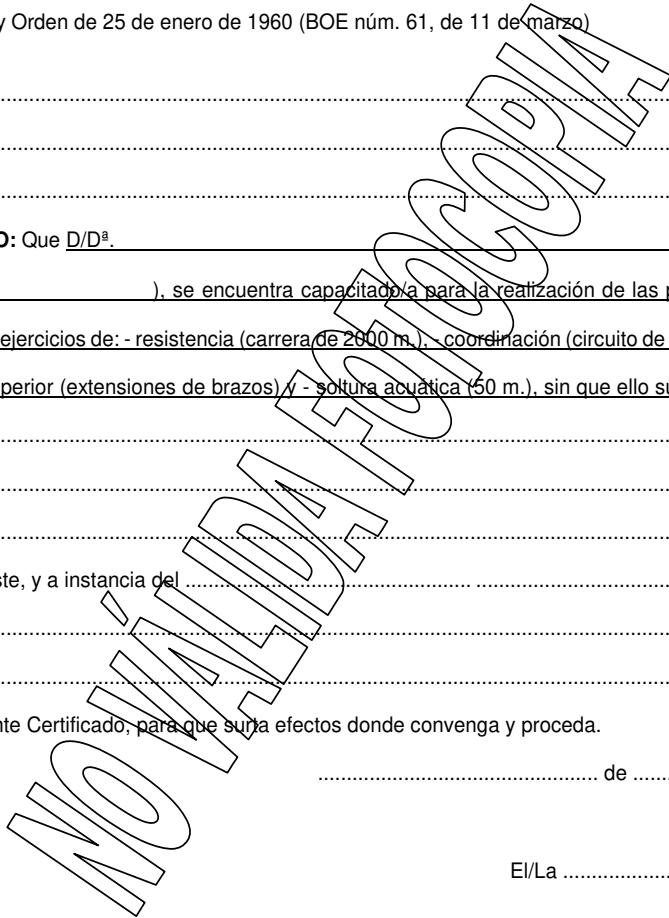 y Orden de 25 de enero de 1960 (BOE núm. 61, de 11 de marzo)
O: Que D/Dª.
), se encuentra capacitado/a para la realización de las p
ejercicios de: - resistencia (carrera de 2000 m.), - coordinación (circuito de
perior (extensiones de brazos) y - soltura acuática (50 m.), sin que ello su
ste, y a instancia del
nte Certificado, para que surta efectos donde convenga y proceda.
de
El/La
NO VÁLIDA FOTOCOPIA